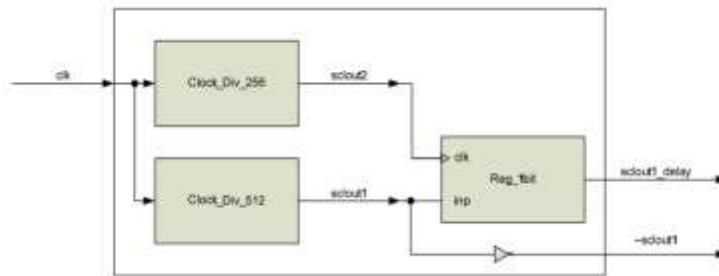 clk
Clock_Div_256
sclout2
clk
Reg_1bit
sclout1_delay
Clock_Div_512
sclout1
inp
~sclout1